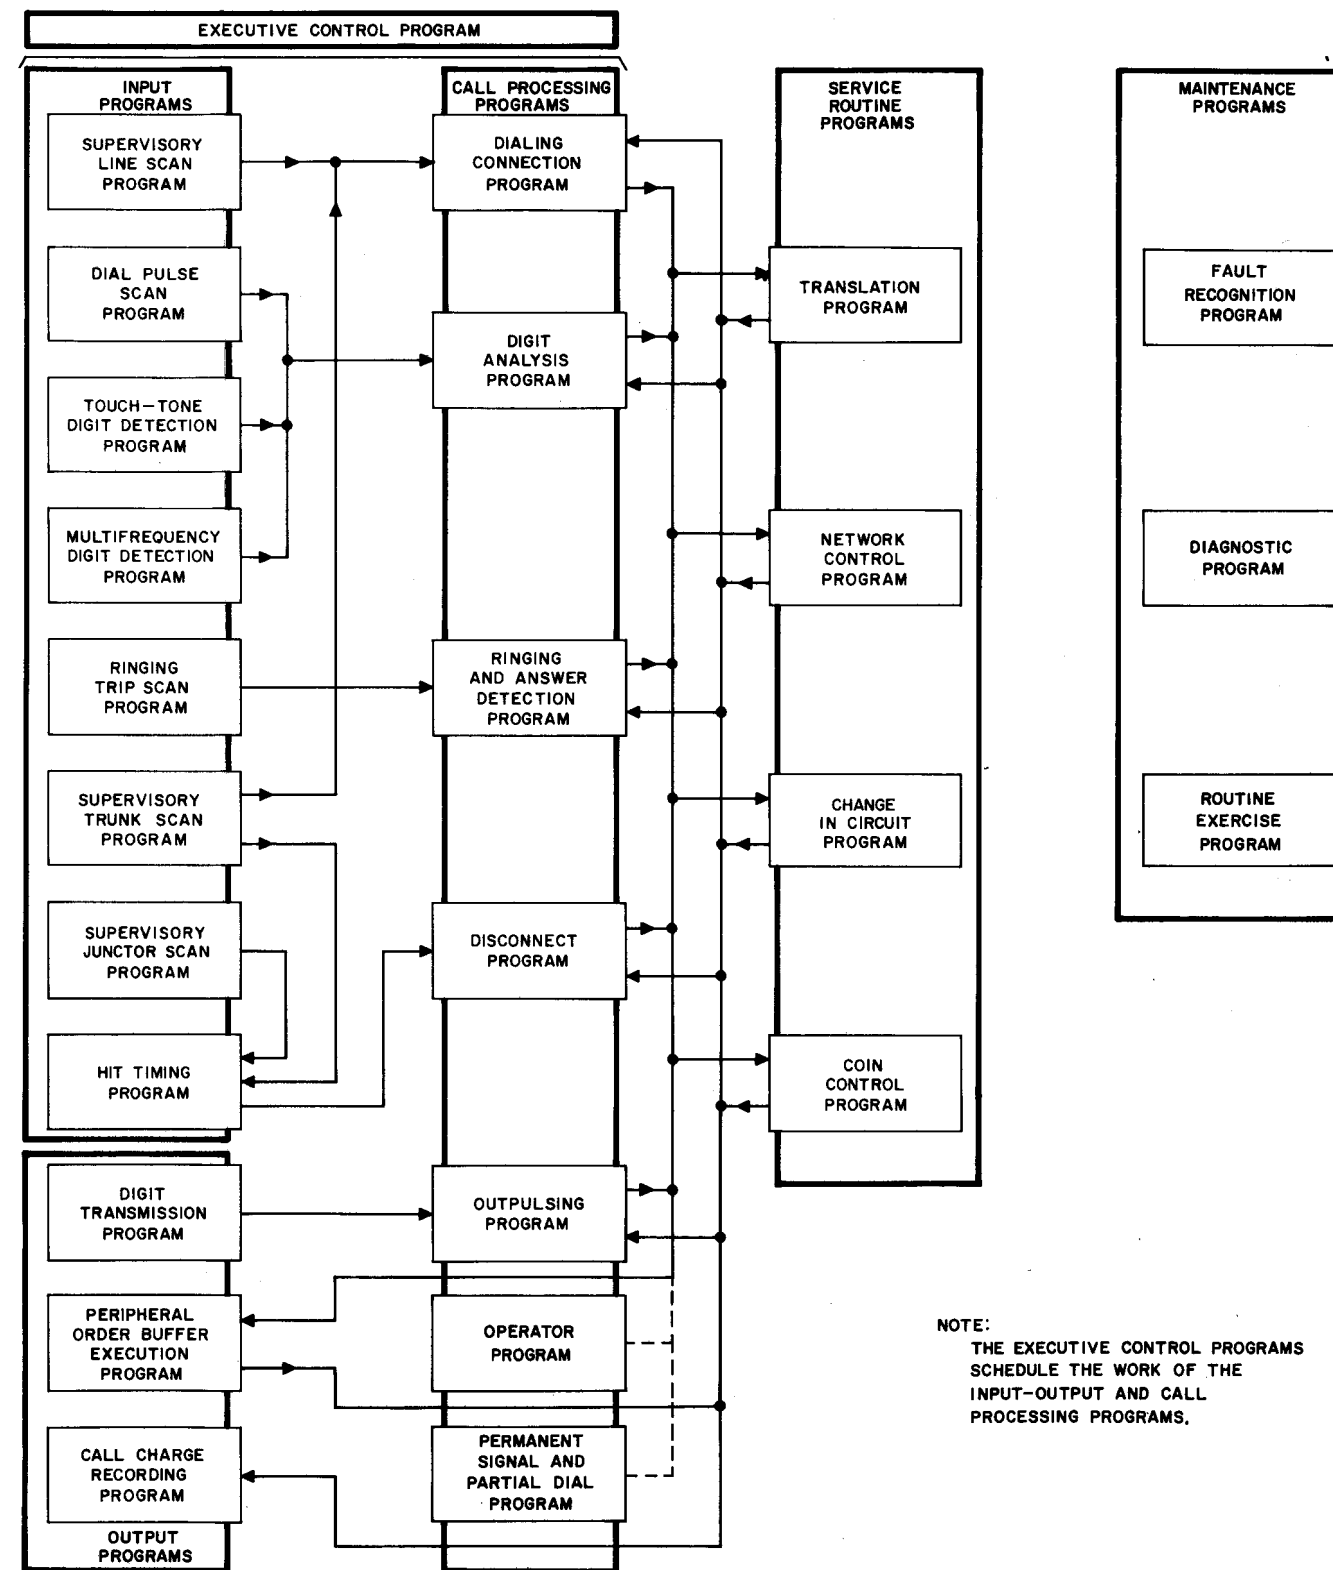 EXECUTIVE CONTROL PROGRAM
INPUT
PROGRAMS
SUPERVISORY
LINE SCAN
PROGRAM
DIAL PULSE
SCAN
PROGRAM
TOUCH-TONE
DIGIT DETECTION
PROGRAM
MULTIFREQUENCY
DIGIT DETECTION
PROGRAM
RINGING
TRIP SCAN
PROGRAM
SUPERVISORY
TRUNK SCAN
PROGRAM
SUPERVISORY
JUNCTOR SCAN
PROGRAM
HIT TIMING
PROGRAM
DIGIT
TRANSMISSION
PROGRAM
PERIPHERAL
ORDER BUFFER
EXECUTION
PROGRAM
CALL CHARGE
RECORDING
PROGRAM
OUTPUT
PROGRAMS
CALL PROCESSING
PROGRAMS
DIALING
CONNECTION
PROGRAM
DIGIT
ANALYSIS
PROGRAM
RINGING
AND ANSWER
DETECTION
PROGRAM
DISCONNECT
PROGRAM
OUTPULSING
PROGRAM
OPERATOR
PROGRAM
PERMANENT
SIGNAL AND
PARTIAL DIAL
PROGRAM
SERVICE
ROUTINE
PROGRAMS
TRANSLATION
PROGRAM
NETWORK
CONTROL
PROGRAM
CHANGE
IN CIRCUIT
PROGRAM
COIN
CONTROL
PROGRAM
MAINTENANCE
PROGRAMS
FAULT
RECOGNITION
PROGRAM
DIAGNOSTIC
PROGRAM
ROUTINE
EXERCISE
PROGRAM
NOTE:
THE EXECUTIVE CONTROL PROGRAMS
SCHEDULE THE WORK OF THE
INPUT-OUTPUT AND CALL
PROCESSING PROGRAMS.